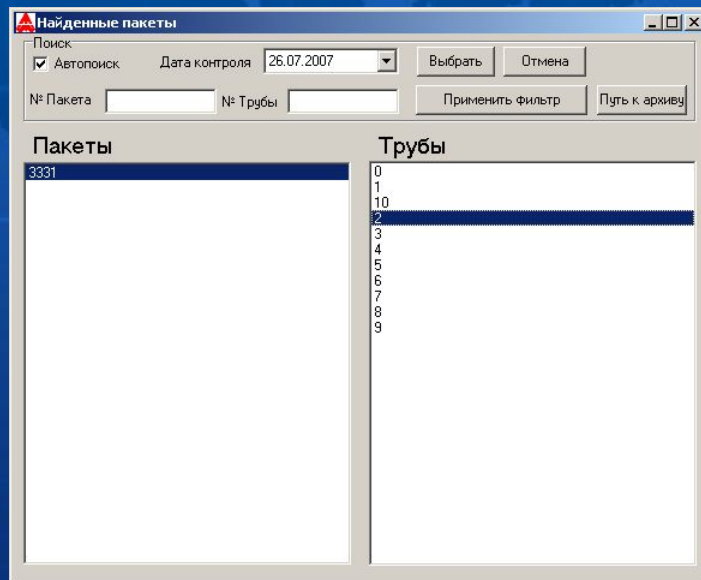 Найденные пакеты
Поиск
Автопоиск Дата контроля 26.07.2007 Выбрать Отмена
№ Пакета № Трубы Применить фильтр Путь к архиву
Пакеты Трубы
3331
0
1
10
2
3
4
5
6
7
8
9